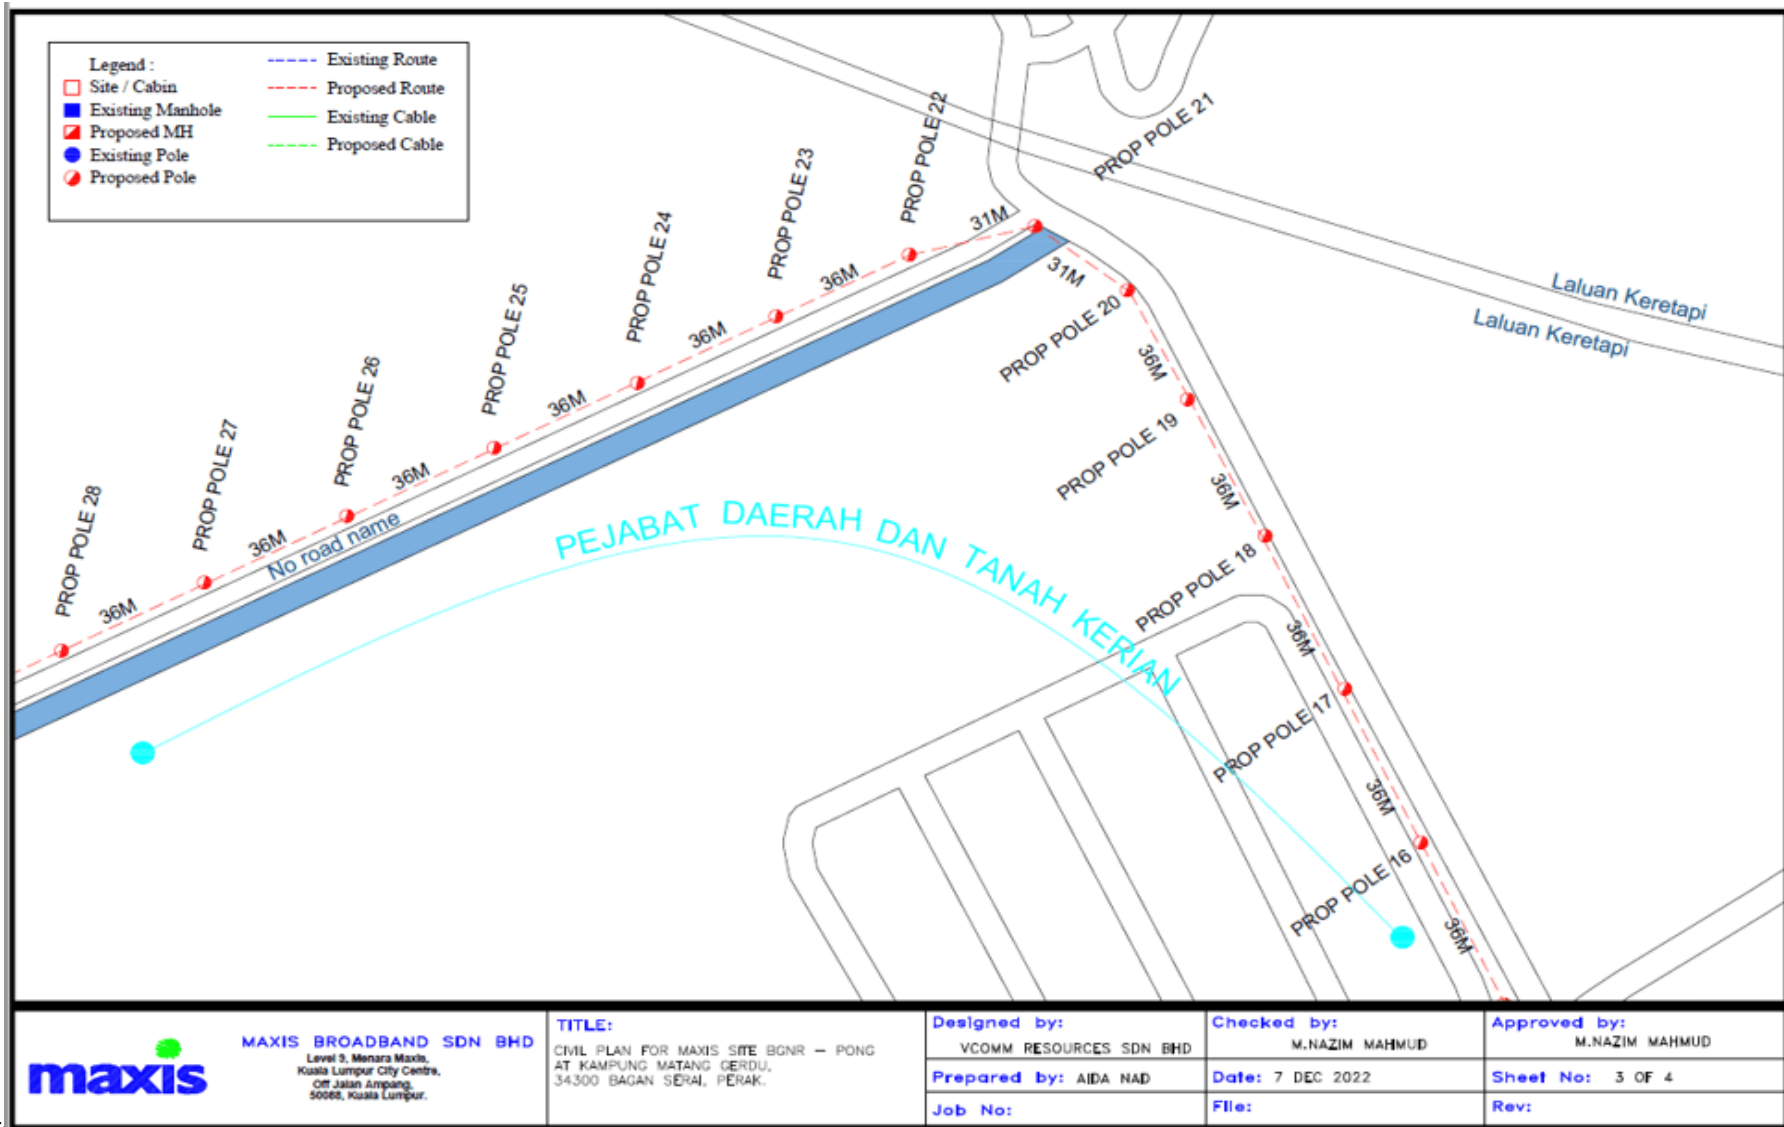 Legend :
Site / Cabin
Existing Manhole
Proposed MH
Existing Pole
Proposed Pole
Existing Route
Proposed Route
Existing Cable
Proposed Cable
PROP POLE 21
PROP POLE 22
PROP POLE 23
PROP POLE 24
PROP POLE 25
PROP POLE 26
PROP POLE 27
PROP POLE 28
31M
36M
36M
36M
36M
36M
36M
No road name
31M
PROP POLE 20
36M
PROP POLE 19
36M
PROP POLE 18
36M
PROP POLE 17
36M
PROP POLE 16
36M
Laluan Keretapi
Laluan Keretapi
PEJABAT DAERAH DAN TANAH KERIAN
maxis
MAXIS BROADBAND SDN BHD
Level 9, Menara Maxis,
Kuala Lumpur City Centre,
Off Jalan Ampang,
50088, Kuala Lumpur.
TITLE:
CIVIL PLAN FOR MAXIS SITE BGNR – PONG
AT KAMPUNG MATANG GERDU,
34300 BAGAN SERAI, PERAK.
Designed by:
VCOMM RESOURCES SDN BHD
Prepared by: AIDA NAD
Job No:
Checked by:
M.NAZIM MAHMUD
Date: 7 DEC 2022
File:
Approved by:
M.NAZIM MAHMUD
Sheet No: 3 OF 4
Rev: